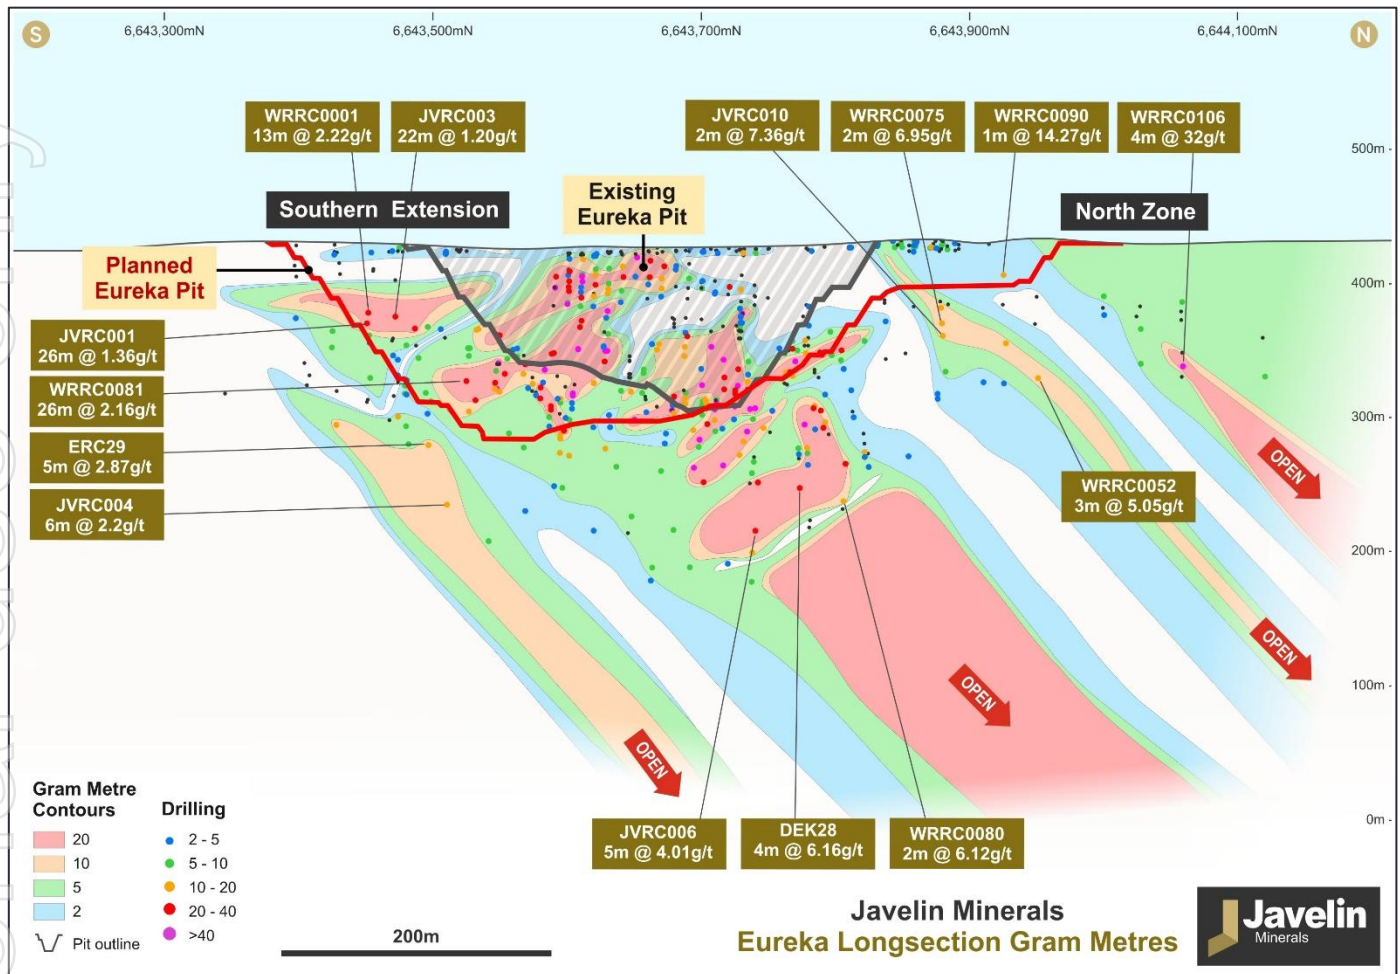 S
6,643,300mN
6,643,500mN
6,643,700mN
6,643,900mN
6,644,100mN
N
WRRC0001
13m @ 2.22g/t
JVRC003
22m @ 1.20g/t
JVRC010
2m @ 7.36g/t
WRRC0075
2m @ 6.95g/t
WRRC0090
1m @ 14.27g/t
WRRC0106
4m @ 32g/t
500m
Southern Extension
Existing
Eureka Pit
North Zone
Planned
Eureka Pit
400m
JVRC001
26m @ 1.36g/t
WRRC0081
26m @ 2.16g/t
ERC29
5m @ 2.87g/t
JVRC004
6m @ 2.2g/t
300m
WRRC0052
3m @ 5.05g/t
OPEN
200m
OPEN
100m
OPEN
OPEN
0m
Gram Metre
Contours
20
10
5
2
Pit outline
Drilling
2 - 5
5 - 10
10 - 20
20 - 40
>40
JVRC006
5m @ 4.01g/t
DEK28
4m @ 6.16g/t
WRRC0080
2m @ 6.12g/t
200m
Javelin Minerals
Eureka Longsection Gram Metres
Javelin
Minerals